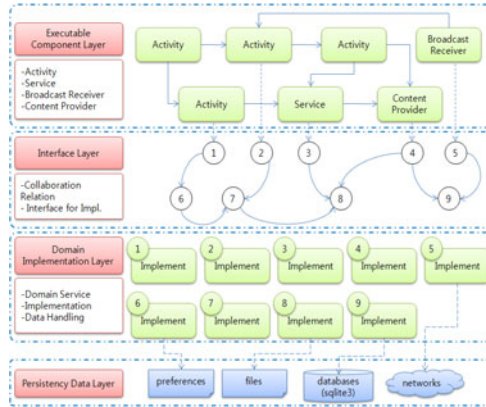 Executable
Component Layer
-Activity
-Service
-Broadcast Receiver
-Content Provider
Activity
Activity
Activity
Broadcast
Receiver
Activity
Service
Content
Provider
Interface Layer
-Collaboration
Relation
- Interface for Impl.
1
2
3
4
5
6
7
8
9
Domain
Implementation Layer
-Domain Service
-Implementation
-Data Handling
1
Implement
2
Implement
3
Implement
4
Implement
5
Implement
6
Implement
7
Implement
8
Implement
9
Implement
Persistency Data Layer
preferences
files
databases
(sqlite3)
networks